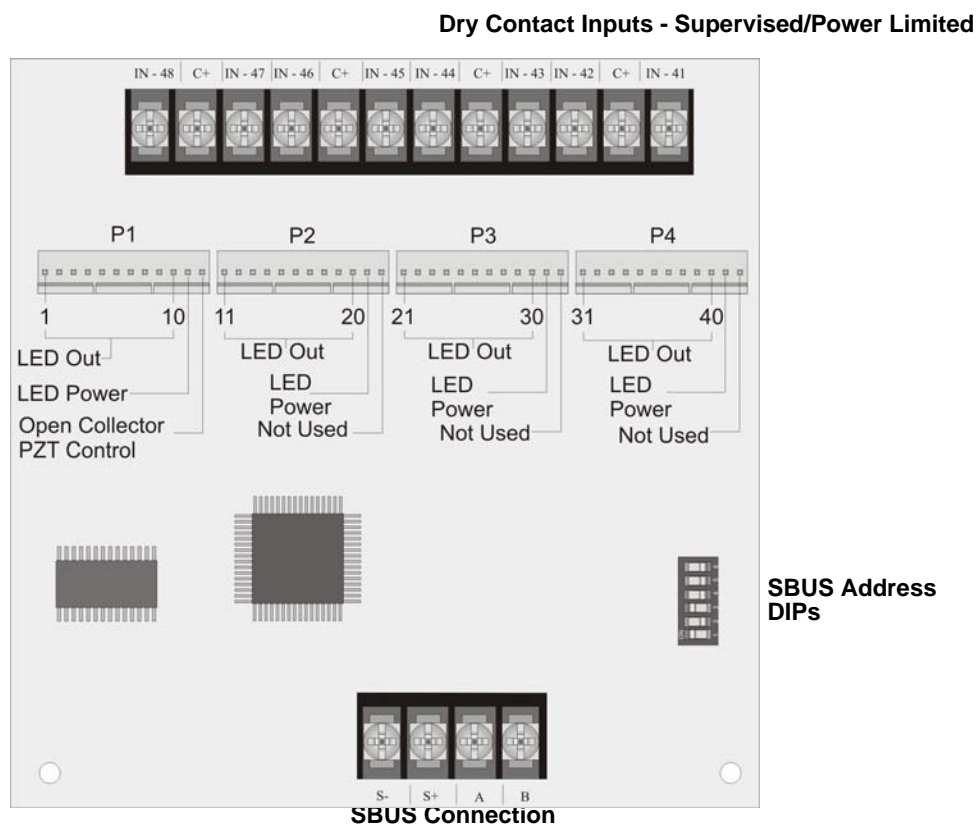 Dry Contact Inputs - Supervised/Power Limited
IN - 48 C+ IN - 47 IN - 46 C+ IN - 45 IN - 44 C+ IN - 43 IN - 42 C+ IN - 41
P1 P2 P3 P4
1 10 11 20 21 30 31 40
LED Out
LED Power
Open Collector
PZT Control
LED Out
LED
Power
Not Used
LED Out
LED
Power
Not Used
LED Out
LED
Power
Not Used
SBUS Address
DIPs
ON
S- S+ A B
SBUS Connection